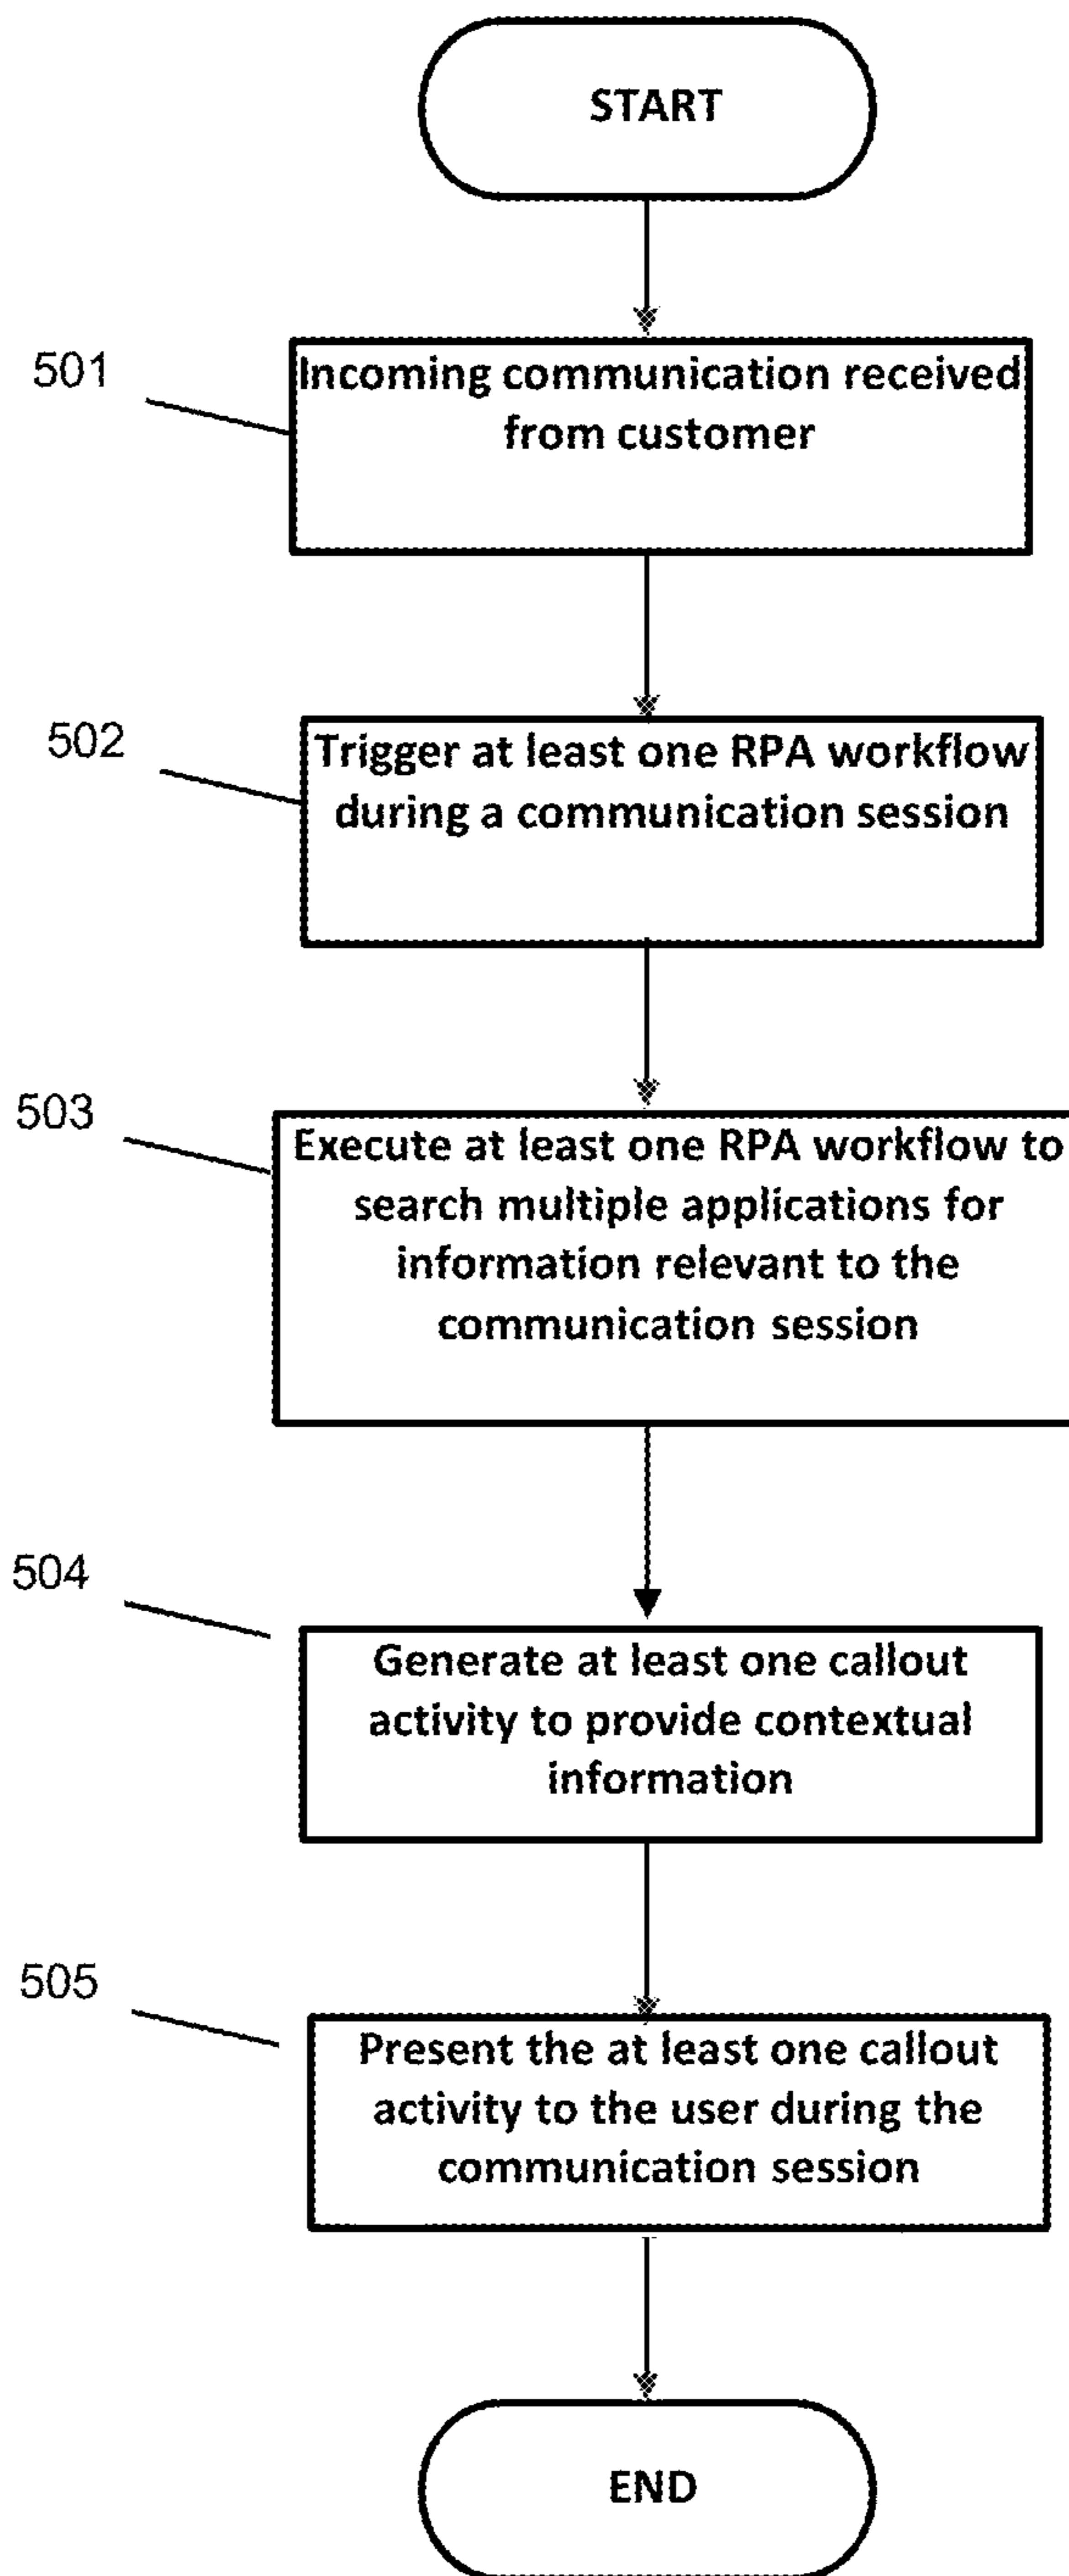 START
501
Incoming communication received
from customer
502
Trigger at least one RPA workflow
during a communication session
503
Execute at least one RPA workflow to
search multiple applications for
information relevant to the
communication session
504
Generate at least one callout
activity to provide contextual
information
505
Present the at least one callout
activity to the user during the
communication session
END